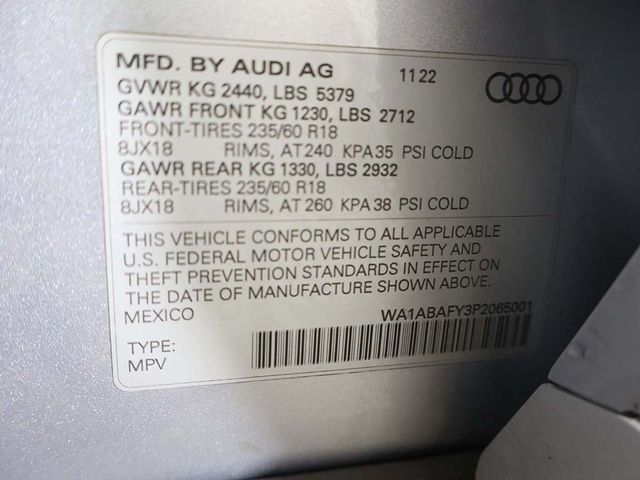 MFD. BY AUDI AG 11 22
GVWR KG 2440, LBS 5379
GAWR FRONT KG 1230, LBS 2712
FRONT-TIRES 235/60 R18
8JX18 RIMS, AT 240 KPA 35 PSI COLD
GAWR REAR KG 1330, LBS 2932
REAR-TIRES 235/60 R18
8JX18 RIMS, AT 260 KPA 38 PSI COLD
THIS VEHICLE CONFORMS TO ALL APPLICABLE
U.S. FEDERAL MOTOR VEHICLE SAFETY AND
THEFT PREVENTION STANDARDS IN EFFECT ON
THE DATE OF MANUFACTURE SHOWN ABOVE.
MEXICO WA1ABAFY3P2065001
TYPE:
MPV